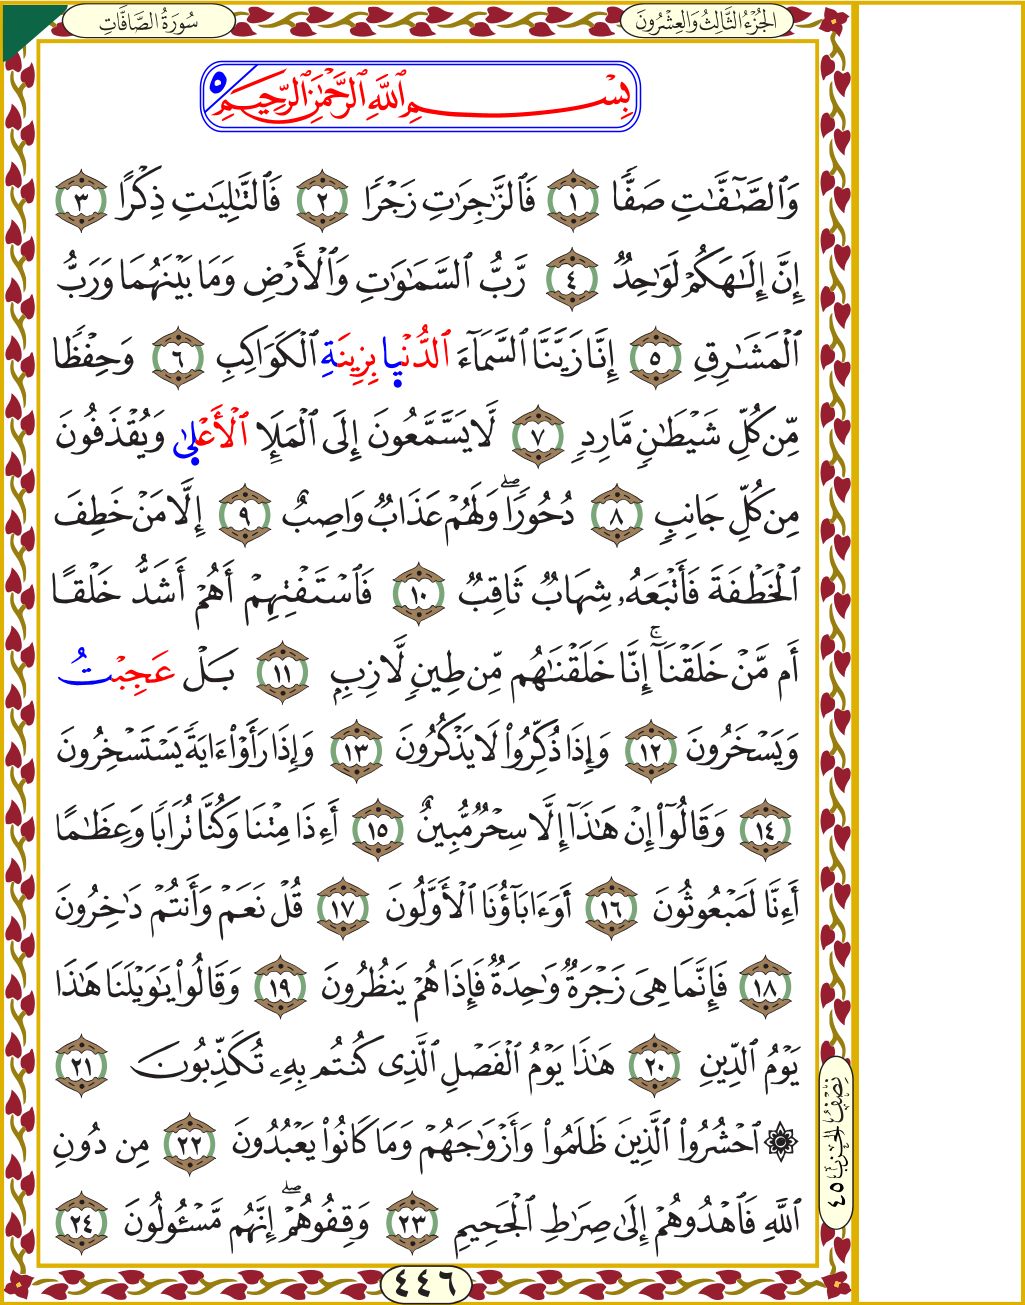 سُورَةُ الصَّافَّاتِ
الجُزْءُ الثَّالِثُ وَالعِشْرُونَ
بِسْمِ ٱللَّهِ ٱلرَّحْمَٰنِ ٱلرَّحِيمِ ٥
وَٱلصَّٰٓفَّٰتِ صَفّٗا ١ فَٱلزَّٰجِرَٰتِ زَجۡرٗا ٢ فَٱلتَّٰلِيَٰتِ ذِكۡرًا ٣
إِنَّ إِلَٰهَكُمۡ لَوَٰحِدٞ ٤ رَّبُّ ٱلسَّمَٰوَٰتِ وَٱلۡأَرۡضِ وَمَا بَيۡنَهُمَا وَرَبُّ
ٱلۡمَشَٰرِقِ ٥ إِنَّا زَيَّنَّا ٱلسَّمَآءَ ٱلدُّنۡيا بِزِينَةِ ٱلۡكَوَاكِبِ ٦ وَحِفۡظٗا
مِّن كُلِّ شَيۡطَٰنٖ مَّارِدٖ ٧ لَّا يَسَّمَّعُونَ إِلَى ٱلۡمَلَإِ ٱلۡأَعۡلىٰ وَيُقۡذَفُونَ
مِن كُلِّ جَانِبٖ ٨ دُحُورٗاۖ وَلَهُمۡ عَذَابٞ وَاصِبٌ ٩ إِلَّا مَنۡ خَطِفَ
ٱلۡخَطۡفَةَ فَأَتۡبَعَهُۥ شِهَابٞ ثَاقِبٞ ١٠ فَٱسۡتَفۡتِهِمۡ أَهُمۡ أَشَدُّ خَلۡقًا
أَم مَّنۡ خَلَقۡنَآۚ إِنَّا خَلَقۡنَٰهُم مِّن طِينٖ لَّازِبِۭ ١١ بَلۡ عَجِبۡتُ
وَيَسۡخَرُونَ ١٢ وَإِذَا ذُكِّرُواْ لَا يَذۡكُرُونَ ١٣ وَإِذَا رَأَوۡاْ ءَايَةٗ يَسۡتَسۡخِرُونَ
١٤ وَقَالُوٓاْ إِنۡ هَٰذَآ إِلَّا سِحۡرٞ مُّبِينٌ ١٥ أَءِذَا مِتۡنَا وَكُنَّا تُرَابٗا وَعِظَٰمًا
أَءِنَّا لَمَبۡعُوثُونَ ١٦ أَوَءَابَآؤُنَا ٱلۡأَوَّلُونَ ١٧ قُلۡ نَعَمۡ وَأَنتُمۡ دَٰخِرُونَ
١٨ فَإِنَّمَا هِيَ زَجۡرَةٞ وَٰحِدَةٞ فَإِذَا هُمۡ يَنظُرُونَ ١٩ وَقَالُواْ يَٰوَيۡلَنَا هَٰذَا
يَوۡمُ ٱلدِّينِ ٢٠ هَٰذَا يَوۡمُ ٱلۡفَصۡلِ ٱلَّذِي كُنتُم بِهِۦ تُكَذِّبُونَ ٢١
۞ ٱحۡشُرُواْ ٱلَّذِينَ ظَلَمُواْ وَأَزۡوَٰجَهُمۡ وَمَا كَانُواْ يَعۡبُدُونَ ٢٢ مِن دُونِ
ٱللَّهِ فَٱهۡدُوهُمۡ إِلَىٰ صِرَٰطِ ٱلۡجَحِيمِ ٢٣ وَقِفُوهُمۡۖ إِنَّهُم مَّسۡـُٔولُونَ ٢٤
نِصْفُ الحِزْبِ ٤٥
٤٤٦